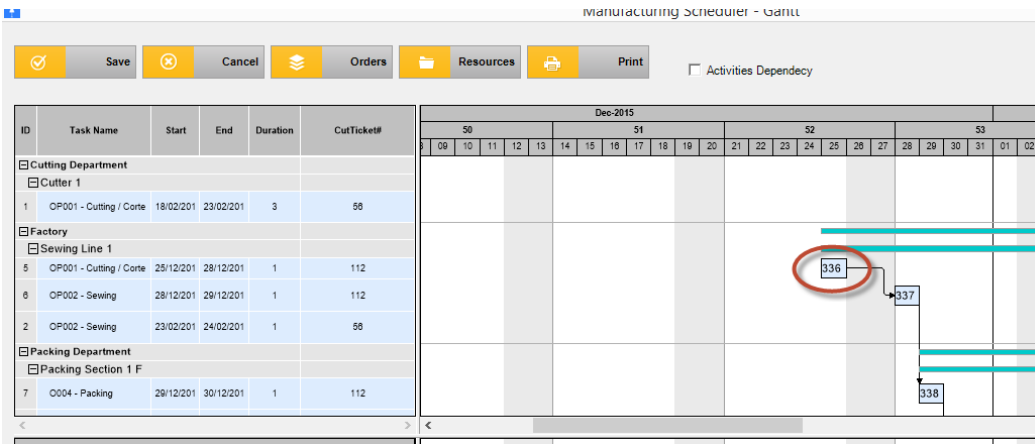 Manufacturing Scheduler - Gantt
Save Cancel Orders Resources Print Activities Dependecy
Dec-2015
ID Task Name Start End Duration CutTicket# 50 51 52 53
09 10 11 12 13 14 15 16 17 18 19 20 21 22 23 24 25 26 27 28 29 30 31 01 02
Cutting Department
Cutter 1
1 OP001 - Cutting / Corte 18/02/201 23/02/201 3 56
Factory
Sewing Line 1
5 OP001 - Cutting / Corte 25/12/201 28/12/201 1 112 336
6 OP002 - Sewing 28/12/201 29/12/201 1 112 337
2 OP002 - Sewing 23/02/201 24/02/201 1 56
Packing Department
Packing Section 1 F
7 O004 - Packing 29/12/201 30/12/201 1 112 338